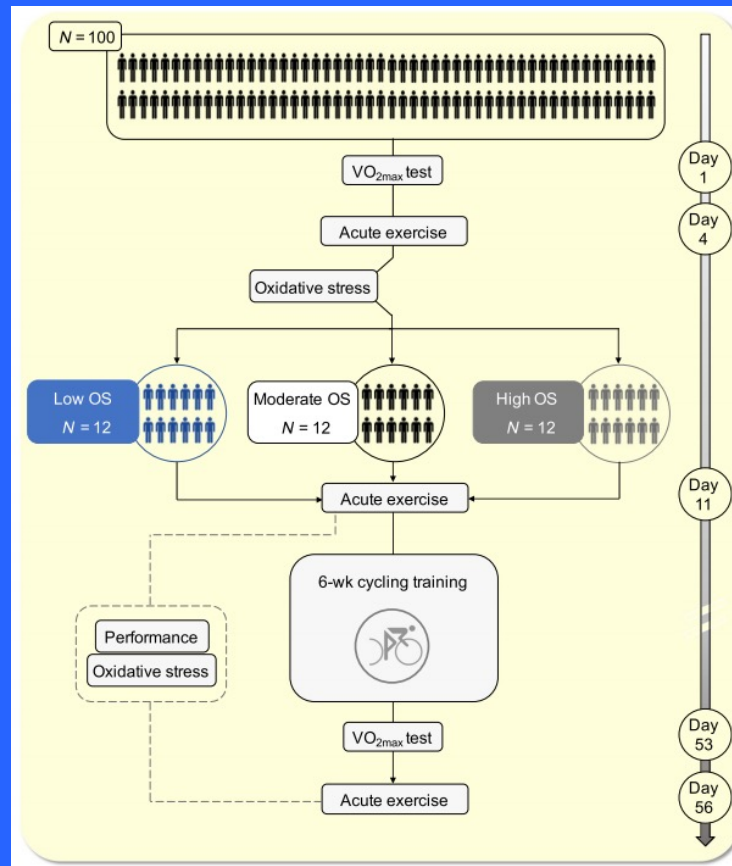 N = 100
VO2max test
Day
1
Acute exercise
Day
4
Oxidative stress
Low OS
N = 12
Moderate OS
N = 12
High OS
N = 12
Acute exercise
Day
11
6-wk cycling training
Performance
Oxidative stress
VO2max test
Day
53
Acute exercise
Day
56